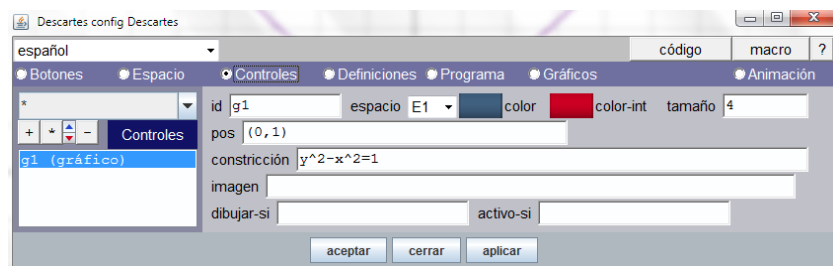 Descartes config Descartes
español código macro ?
Botones Espacio Controles Definiciones Programa Gráficos Animación
* id g1 espacio E1 color color-int tamaño 4
+ * - Controles pos (0,1)
g1 (gráfico) constricción y^2-x^2=1
imagen
dibujar-si activo-si
aceptar cerrar aplicar